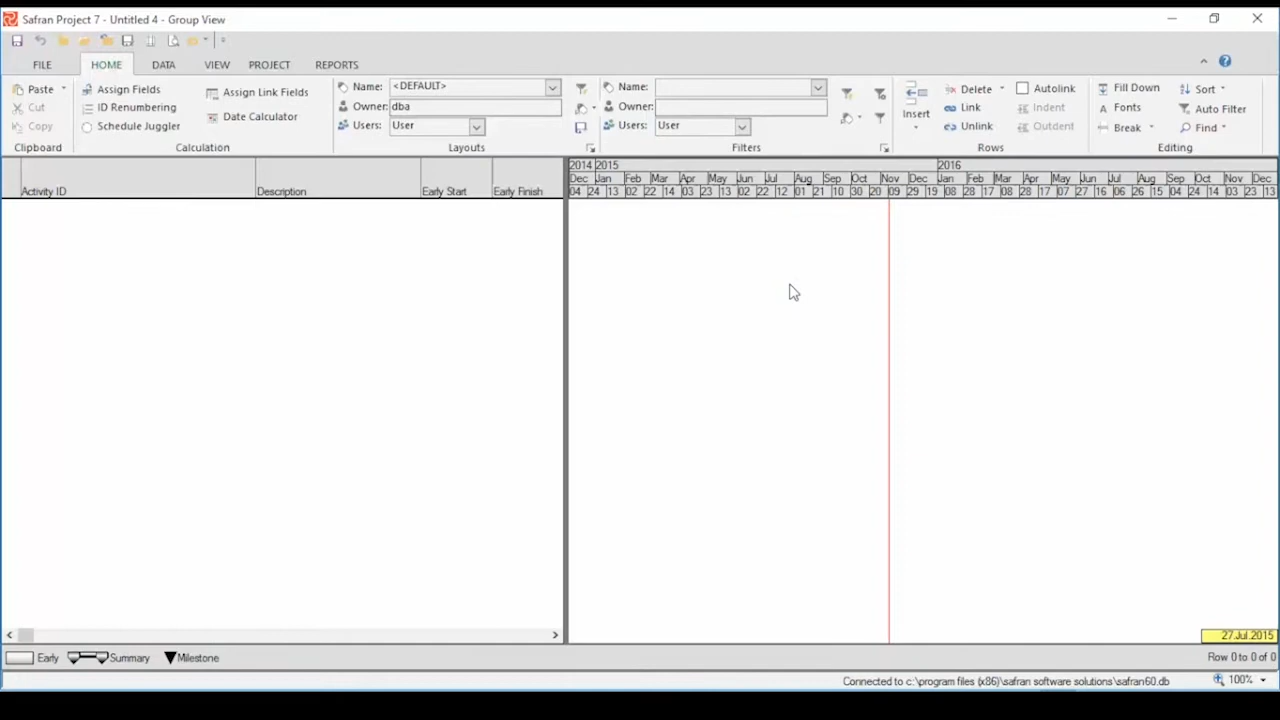 Safran Project 7 - Untitled 4 - Group View
FILE HOME DATA VIEW PROJECT REPORTS
Paste Assign Fields Assign Link Fields Name: <DEFAULT> Name: Insert Delete Autolink Fill Down Sort
Cut ID Renumbering Date Calculator Owner: dba Owner: Link Indent Fonts Auto Filter
Copy Schedule Juggler Users: User Users: User Unlink Outdent Break Find
Clipboard Calculation Layouts Filters Rows Editing
2014 2015 2016
Dec Jan Feb Mar Apr May Jun Jul Aug Sep Oct Nov Dec Jan Feb Mar Apr May Jun Jul Aug Sep Oct Nov Dec
Activity ID Description Early Start Early Finish 04 24 13 02 22 14 03 23 13 02 22 12 01 21 10 30 20 09 29 19 08 28 17 08 28 17 07 27 16 06 26 15 04 24 14 03 23 13
27.Jul.2015
Early Summary Milestone Row 0 to 0 of 0
Connected to c:\program files (x86)\safran software solutions\safran60.db 100%